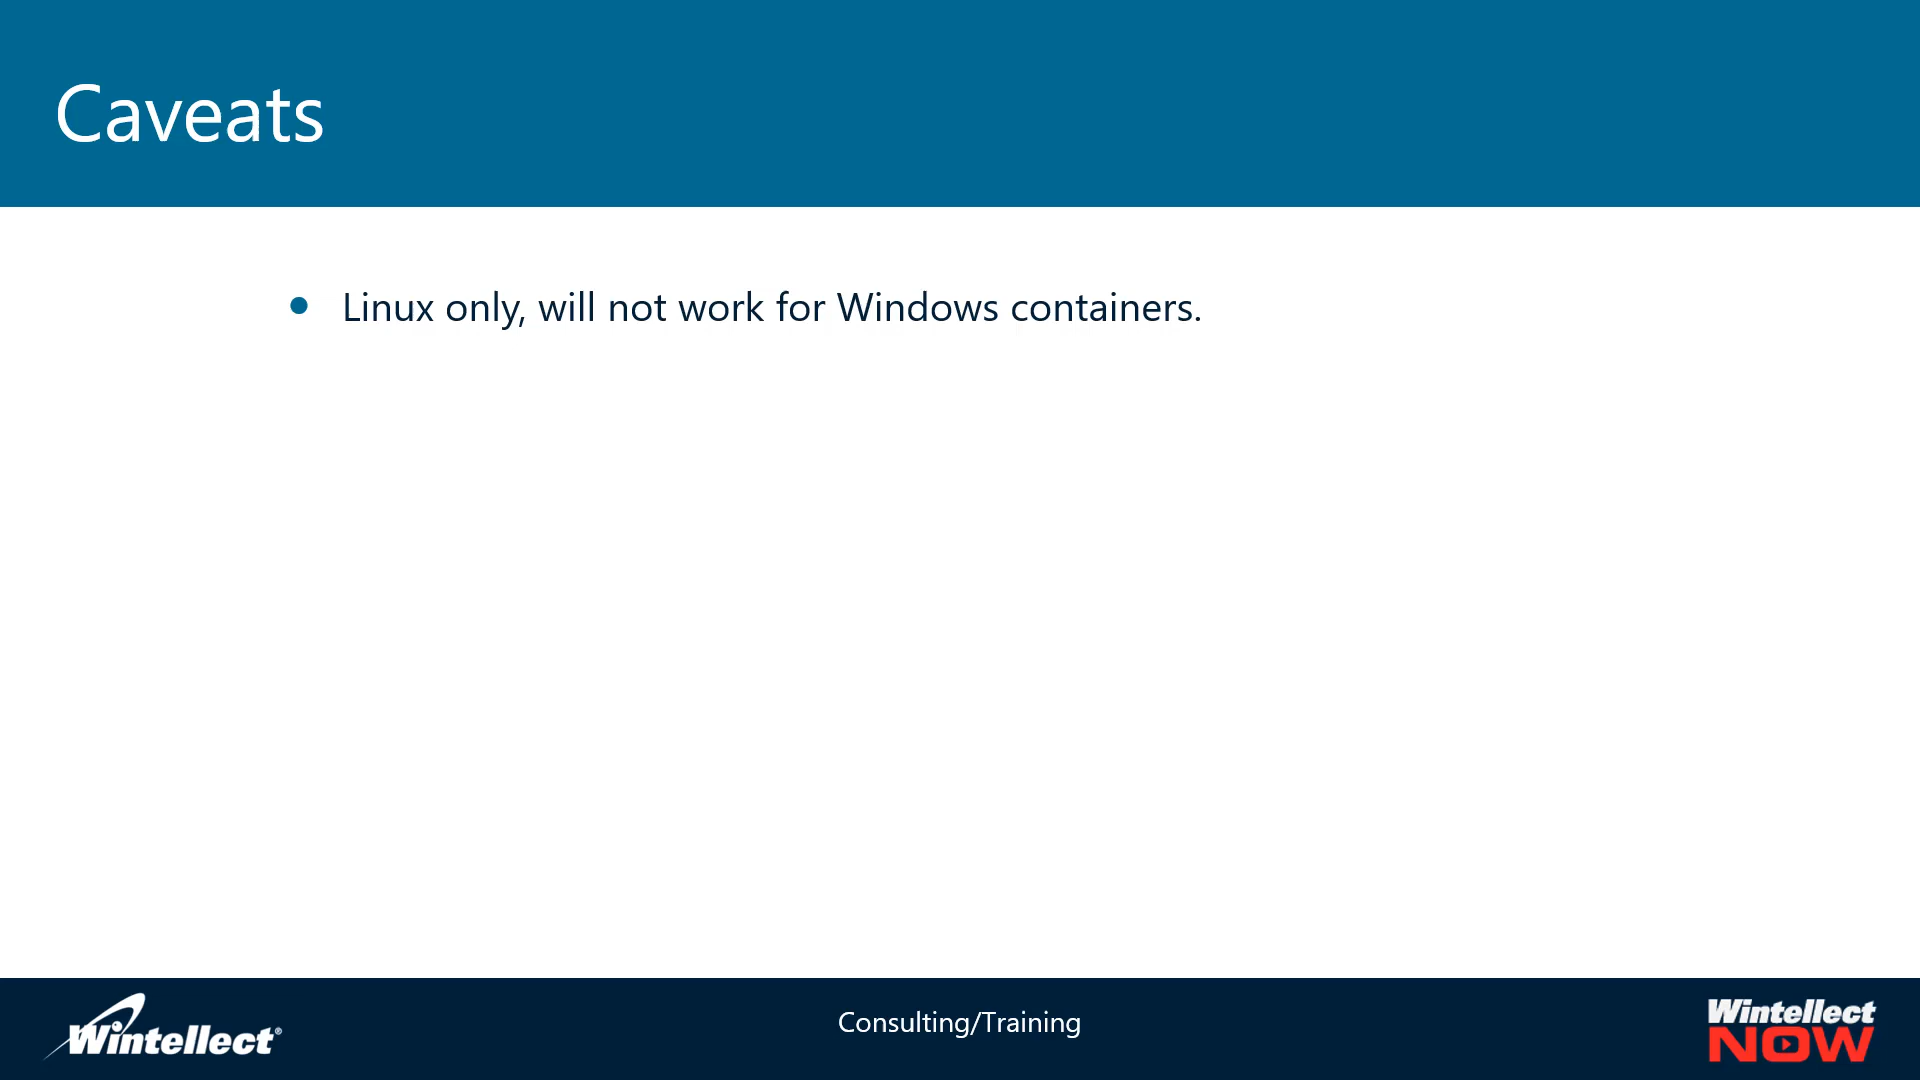 Caveats
Linux only, will not work for Windows containers.
Wintellect®
Consulting/Training
Wintellect
NOW